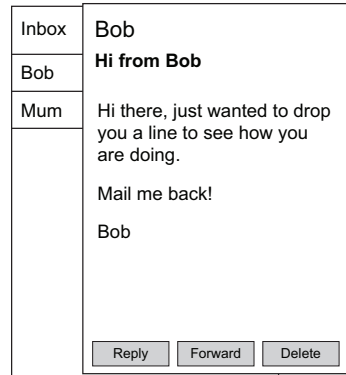 Inbox
Bob
Mum
Bob
Hi from Bob
Hi there, just wanted to drop
you a line to see how you
are doing.
Mail me back!
Bob
Reply
Forward
Delete